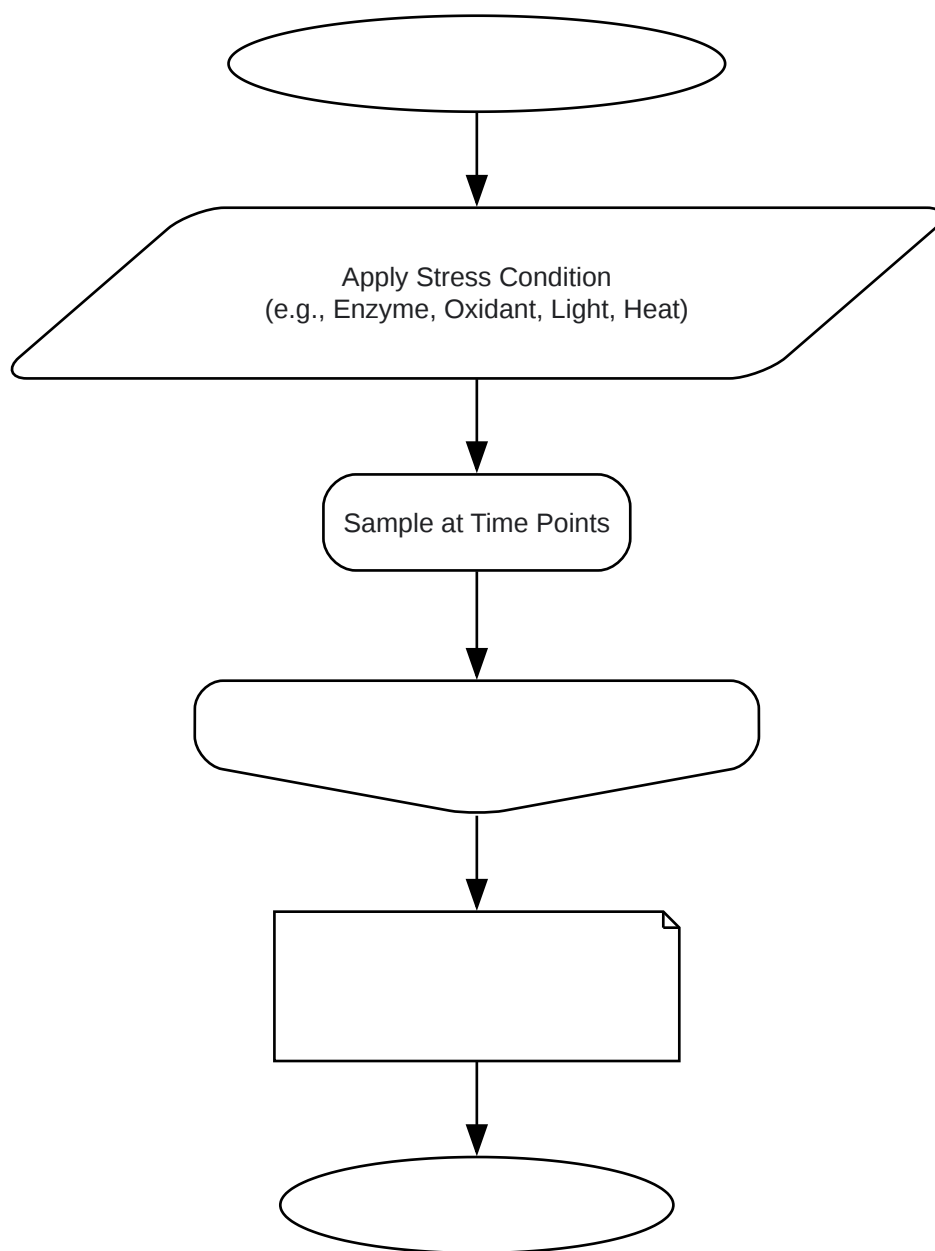 Apply Stress Condition
(e.g., Enzyme, Oxidant, Light, Heat)
Sample at Time Points